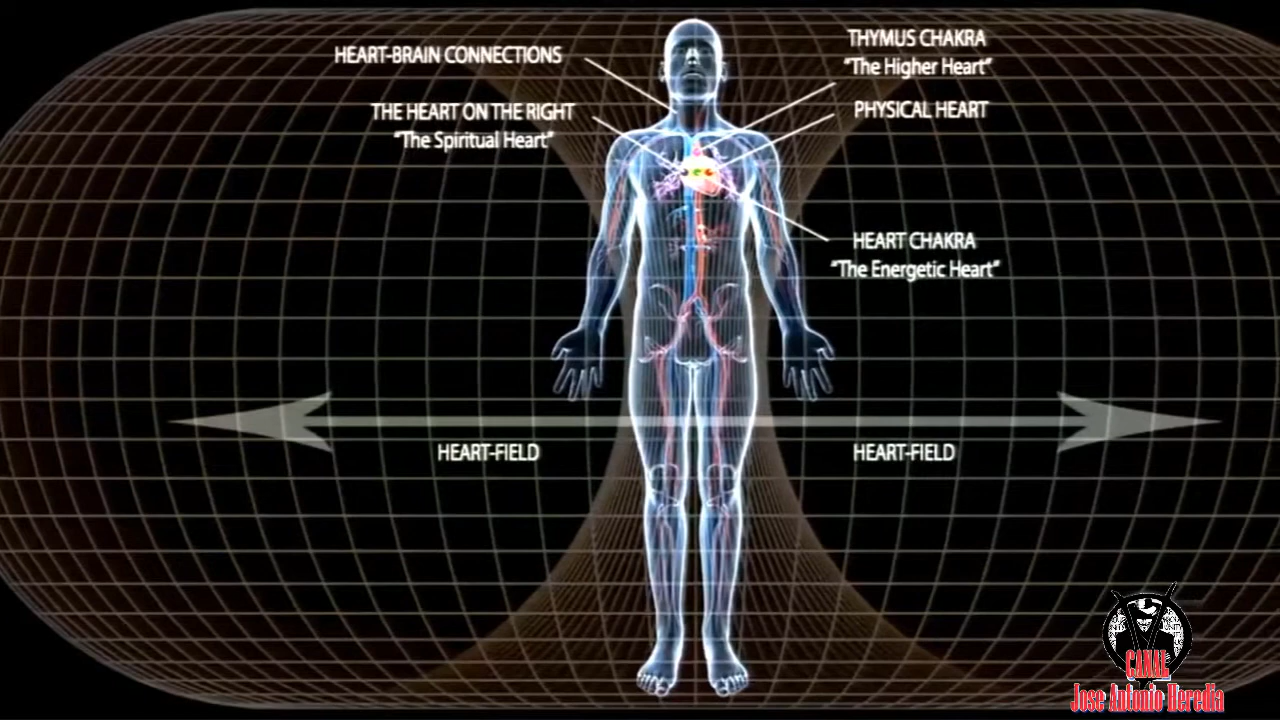 HEART-BRAIN CONNECTIONS
THE HEART ON THE RIGHT
“The Spiritual Heart”
THYMUS CHAKRA
“The Higher Heart”
PHYSICAL HEART
HEART CHAKRA
“The Energetic Heart”
HEART-FIELD
HEART-FIELD
CANAL
Jose Antonio Heredia